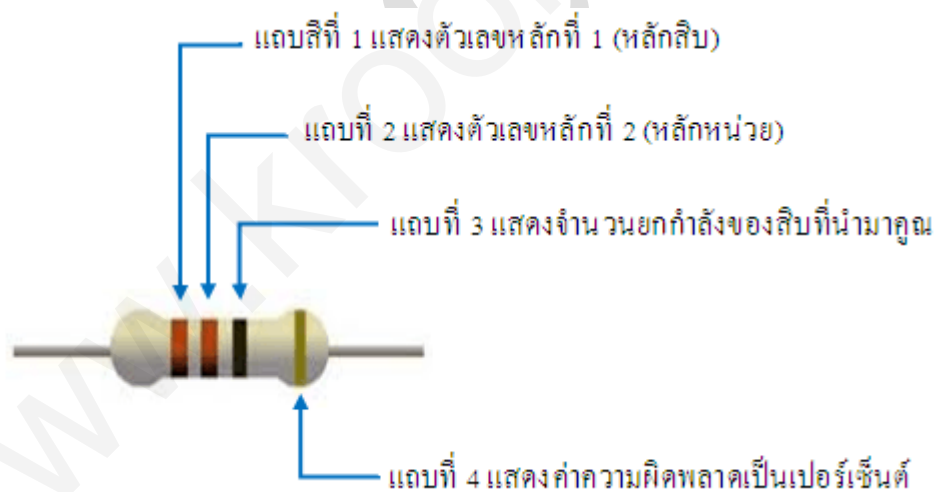 แถบสีที่ 1 แสดงตัวเลขหลักที่ 1 (หลักสิบ)
แถบที่ 2 แสดงตัวเลขหลักที่ 2 (หลักหน่วย)
แถบที่ 3 แสดงจำนวนยกกำลังของสิบที่นำมาคูณ
แถบที่ 4 แสดงค่าความผิดพลาดเป็นเปอร์เซ็นต์